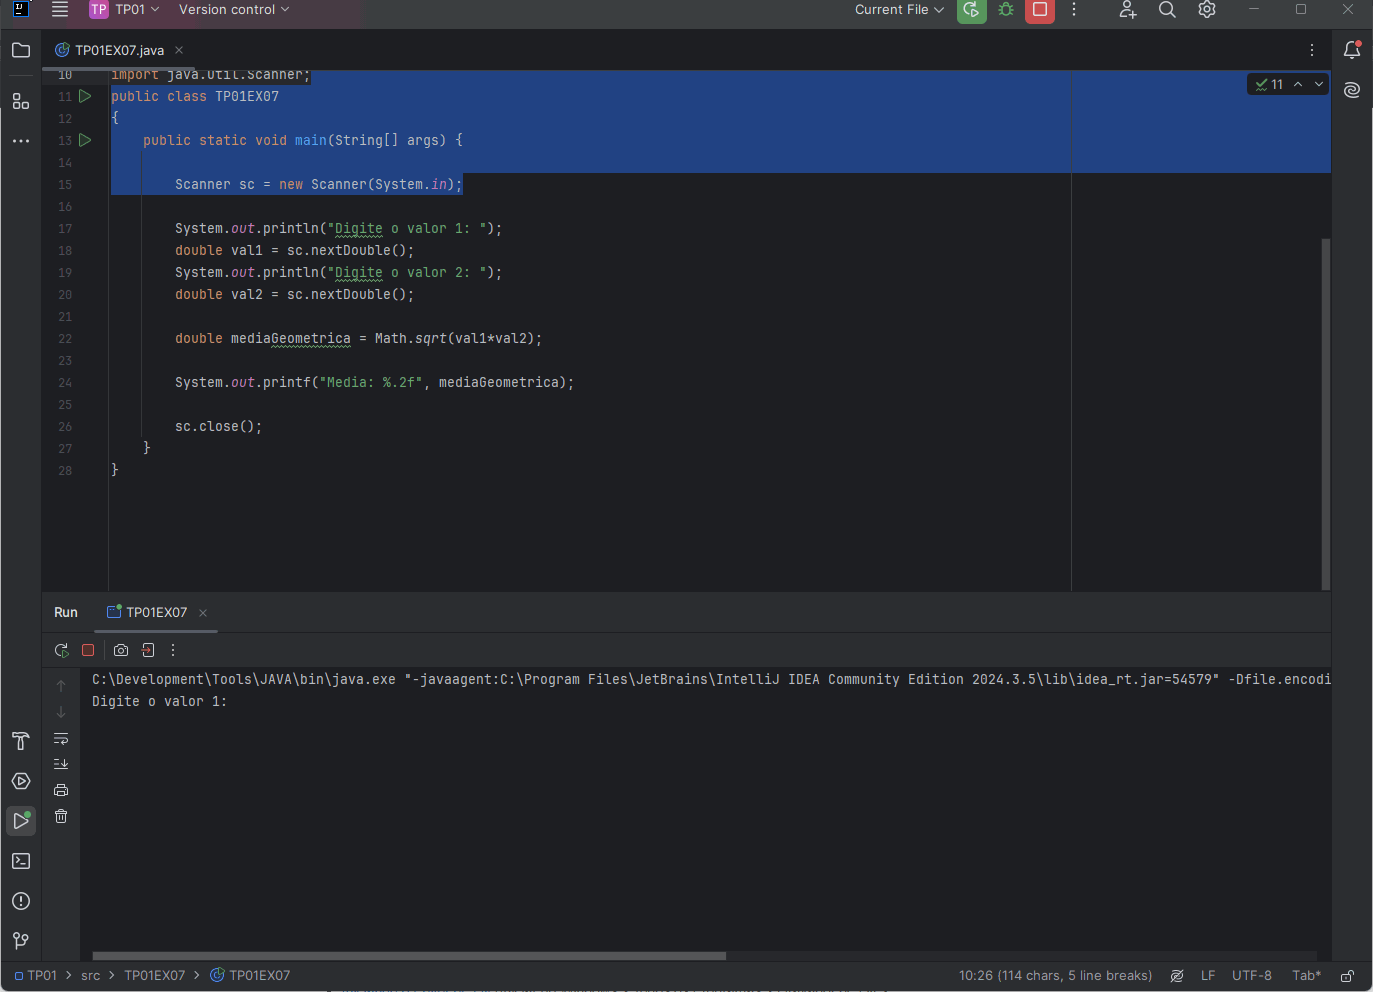 TP TP01 Version control Current File
TP01EX07.java
10 import java.util.Scanner;
11 public class TP01EX07
12 {
13 public static void main(String[] args) {
14
15 Scanner sc = new Scanner(System.in);
16
17 System.out.println("Digite o valor 1: ");
18 double val1 = sc.nextDouble();
19 System.out.println("Digite o valor 2: ");
20 double val2 = sc.nextDouble();
21
22 double mediaGeometrica = Math.sqrt(val1*val2);
23
24 System.out.printf("Media: %.2f", mediaGeometrica);
25
26 sc.close();
27 }
28 }
11
Run TP01EX07
C:\Development\Tools\JAVA\bin\java.exe "-javaagent:C:\Program Files\JetBrains\IntelliJ IDEA Community Edition 2024.3.5\lib\idea_rt.jar=54579" -Dfile.encodi
Digite o valor 1:
TP01 > src > TP01EX07 > TP01EX07 10:26 (114 chars, 5 line breaks) LF UTF-8 Tab*